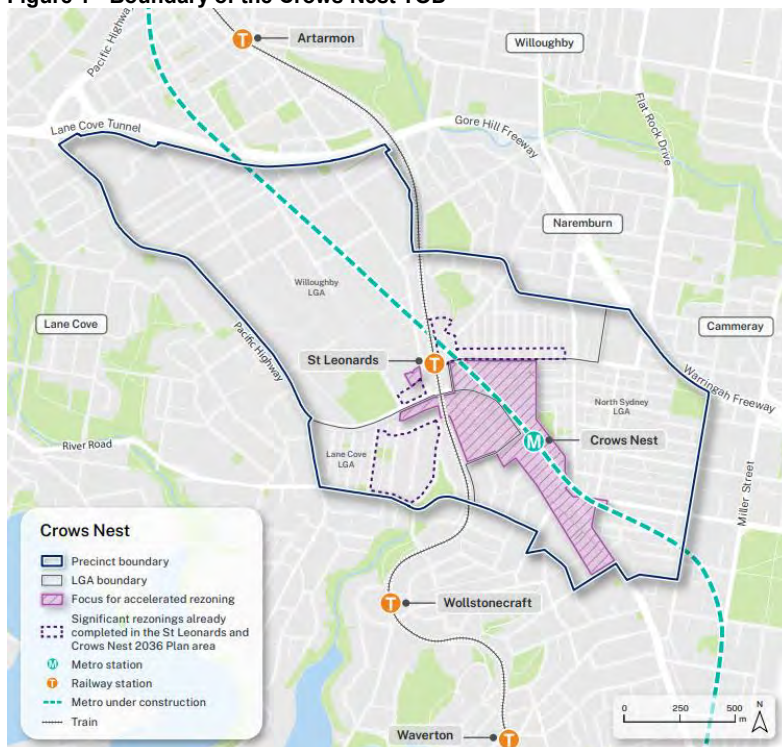 Figure 1 - Boundary of the Crows Nest TOD
Artarmon
Willoughby
Pacific Highway
Lane Cove Tunnel
Gore Hill Freeway
Flat Rock Drive
Naremburn
Willoughby
LGA
Lane Cove
Pacific Highway
St Leonards
Cammeray
Warringah Freeway
North Sydney
LGA
Crows Nest
River Road
Lane Cove
LGA
Miller Street
Wollstonecraft
Waverton
Crows Nest
Precinct boundary
LGA boundary
Focus for accelerated rezoning
Significant rezonings already
completed in the St Leonards and
Crows Nest 2036 Plan area
M Metro station
T Railway station
Metro under construction
Train
0 250 500
m
N